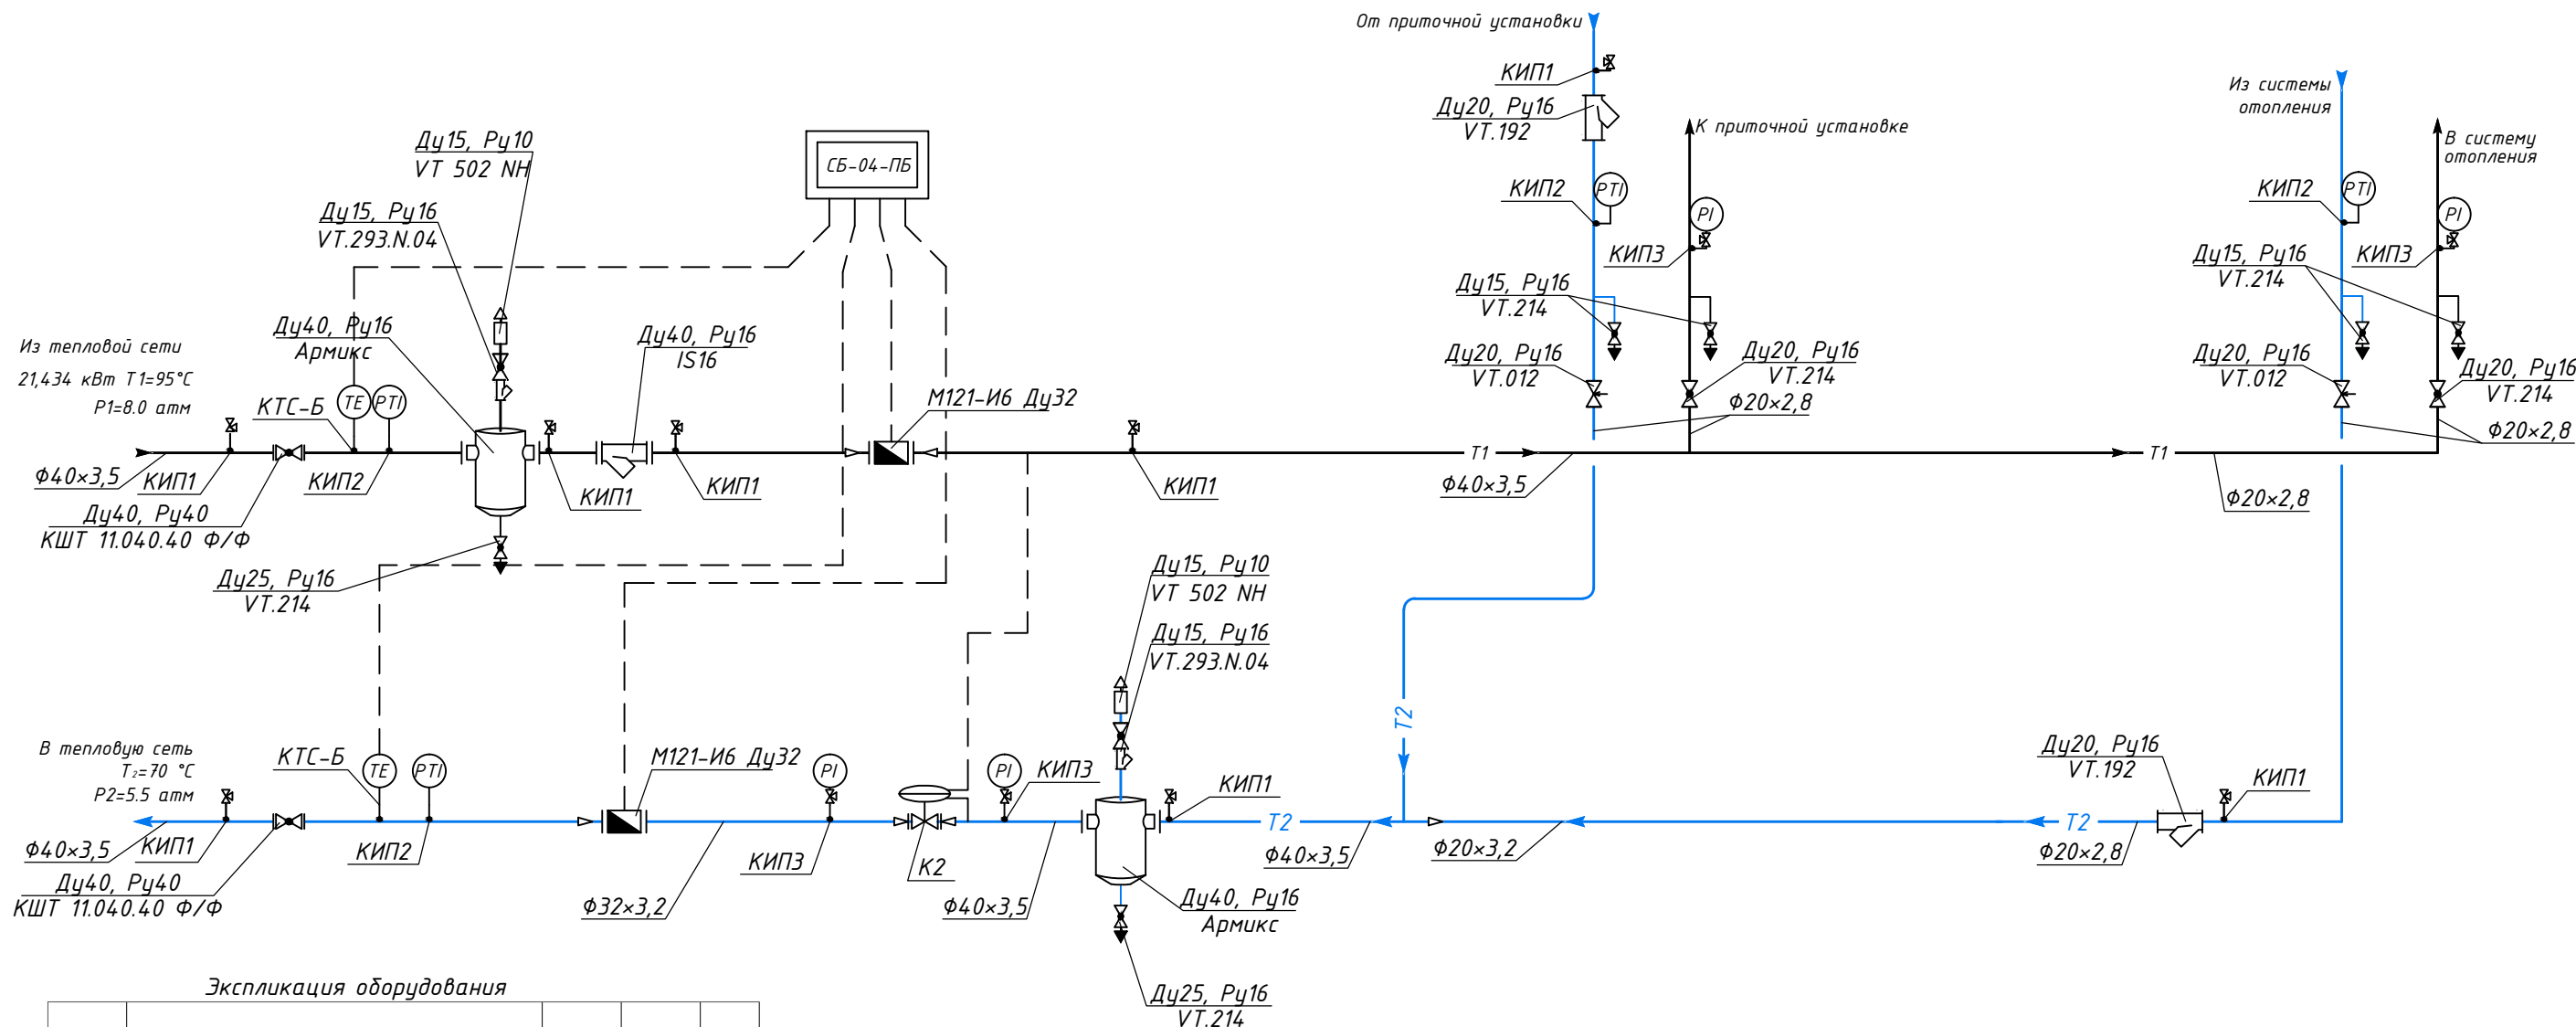 От приточной установки
КИП1
Ду20, Ру16
VT.192
К приточной установке
Из системы
отопления
В систему
отопления
Ду15, Ру10
VT 502 NH
СБ-04-ПБ
Ду15, Ру16
VT.293.N.04
КИП2
PTI
PI
КИП3
КИП2
PTI
PI
КИП3
Ду15, Ру16
VT.214
Ду15, Ру16
VT.214
Из тепловой сети
21,434 кВт Т1=95°С
Р1=8.0 атм
Ду40, Ру16
Армикс
Ду40, Ру16
IS16
Ду20, Ру16
VT.012
Ду20, Ру16
VT.214
Ф20×2,8
Ду20, Ру16
VT.012
Ду20, Ру16
VT.214
Ф20×2,8
КТС-Б
TE
PTI
М121-И6 Ду32
Т1
Т1
Ф40×3,5
КИП1
КИП2
КИП1
КИП1
КИП1
Ф40×3,5
Ф20×2,8
Ду40, Ру40
КШТ 11.040.40 Ф/Ф
Ду25, Ру16
VT.214
Ду15, Ру10
VT 502 NH
Ду15, Ру16
VT.293.N.04
Т2
В тепловую сеть
Т₂=70 °С
Р2=5.5 атм
КТС-Б
TE
PTI
М121-И6 Ду32
PI
PI
КИП3
КИП1
Ду20, Ру16
VT.192
КИП1
Т2
Т2
Ф40×3,5
КИП1
КИП2
КИП3
К2
Ф40×3,5
Ф20×3,2
Ф20×2,8
Ду40, Ру40
КШТ 11.040.40 Ф/Ф
Ф32×3,2
Ф40×3,5
Ду40, Ру16
Армикс
Экспликация оборудования
Ду25, Ру16
VT.214